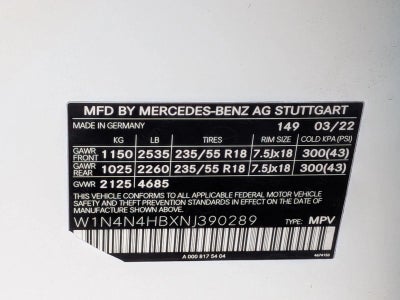 MFD BY MERCEDES-BENZ AG STUTTGART
MADE IN GERMANY 149 03/22
KG LB TIRES RIM SIZE COLD KPA (PSI)
GAWR FRONT 1150 2535 235/55 R18 7.5Jx18 300(43)
GAWR REAR 1025 2260 235/55 R18 7.5Jx18 300(43)
GVWR 2125 4685
THIS VEHICLE CONFORMS TO ALL APPLICABLE FEDERAL MOTOR VEHICLE
SAFETY AND THEFT PREVENTION STANDARDS IN EFFECT ON THE DATE
OF MANUFACTURE SHOWN ABOVE.
W1N4N4HBXNJ390289 TYPE: MPV
A 000 817 54 04